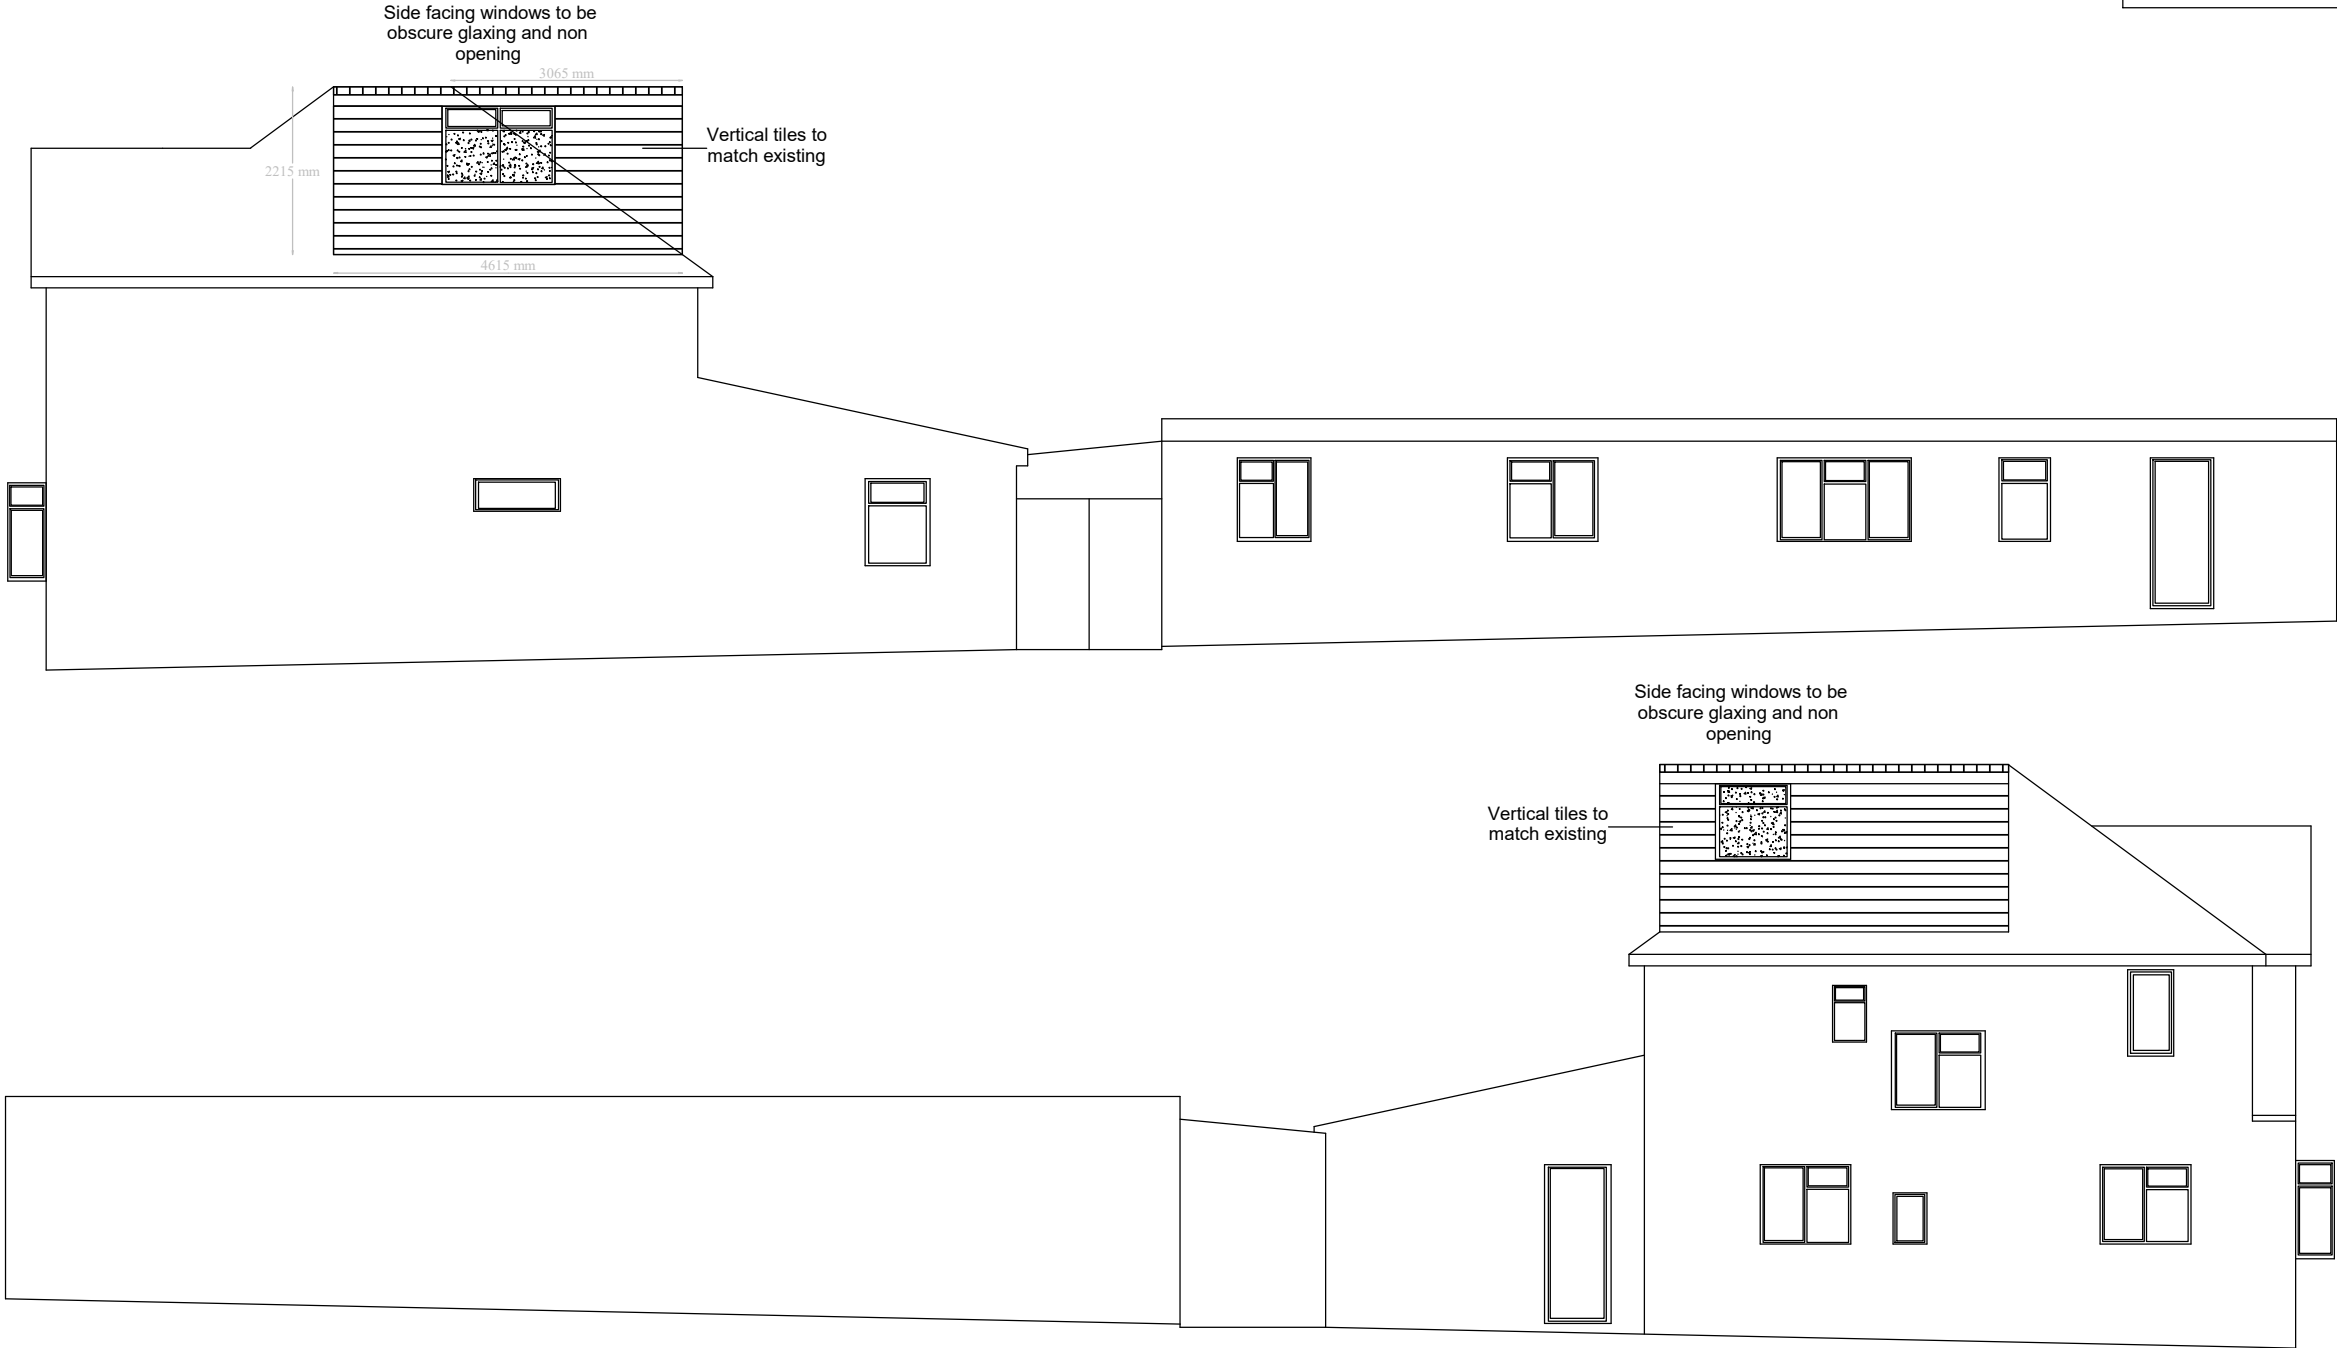 Side facing windows to be
obscure glaxing and non
opening
3065 mm
Vertical tiles to
match existing
2215 mm
4615 mm
Side facing windows to be
obscure glaxing and non
opening
Vertical tiles to
match existing